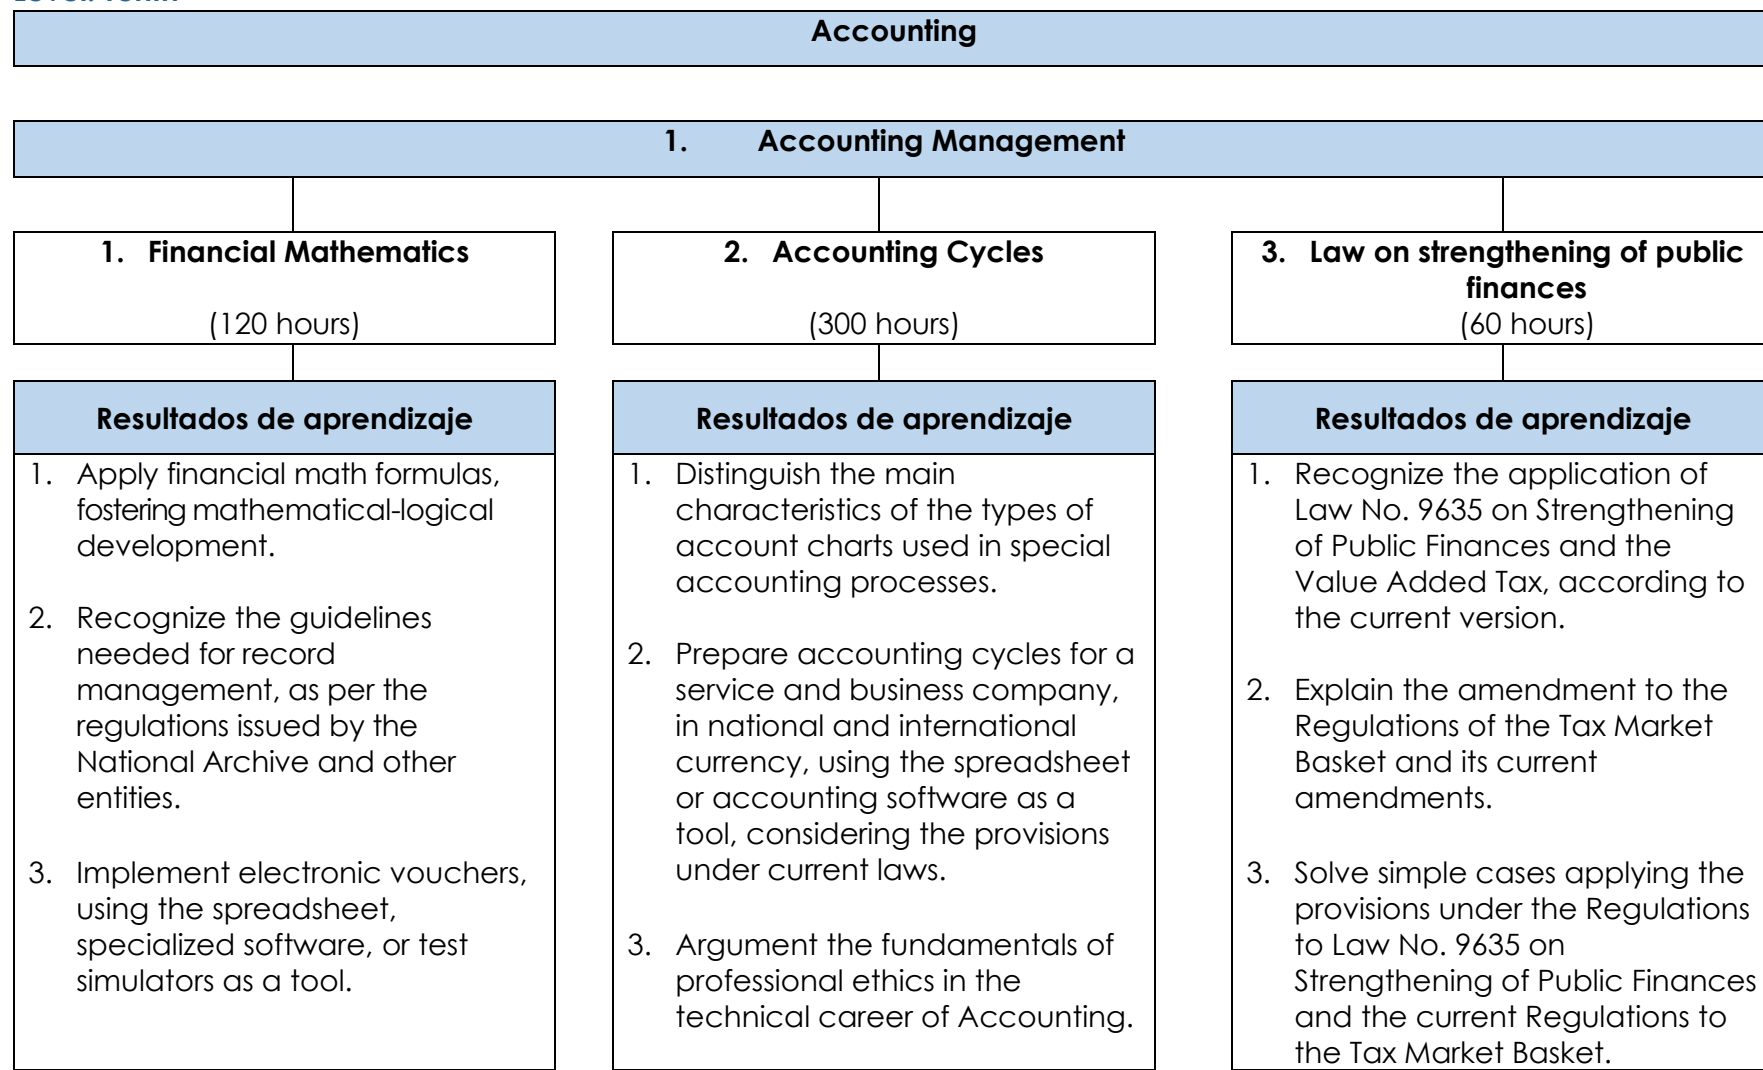 Accounting
1. Accounting Management
1. Financial Mathematics
(120 hours)
2. Accounting Cycles
(300 hours)
3. Law on strengthening of public
finances
(60 hours)
Resultados de aprendizaje
1. Apply financial math formulas,
fostering mathematical-logical
development.
2. Recognize the guidelines
needed for record
management, as per the
regulations issued by the
National Archive and other
entities.
3. Implement electronic vouchers,
using the spreadsheet,
specialized software, or test
simulators as a tool.
Resultados de aprendizaje
1. Distinguish the main
characteristics of the types of
account charts used in special
accounting processes.
2. Prepare accounting cycles for a
service and business company,
in national and international
currency, using the spreadsheet
or accounting software as a
tool, considering the provisions
under current laws.
3. Argument the fundamentals of
professional ethics in the
technical career of Accounting.
Resultados de aprendizaje
1. Recognize the application of
Law No. 9635 on Strengthening
of Public Finances and the
Value Added Tax, according to
the current version.
2. Explain the amendment to the
Regulations of the Tax Market
Basket and its current
amendments.
3. Solve simple cases applying the
provisions under the Regulations
to Law No. 9635 on
Strengthening of Public Finances
and the current Regulations to
the Tax Market Basket.